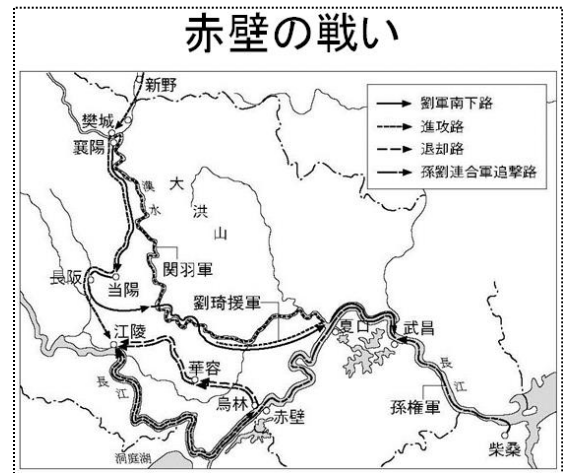 赤壁の戦い
劉軍南下路
進攻路
退却路
孫劉連合軍追撃路
新野
樊城
襄陽
漢水
大洪山
関羽軍
長阪
当陽
劉琦援軍
江陵
夏口
武昌
華容
長江
長江
烏林
赤壁
孫権軍
洞庭湖
柴桑